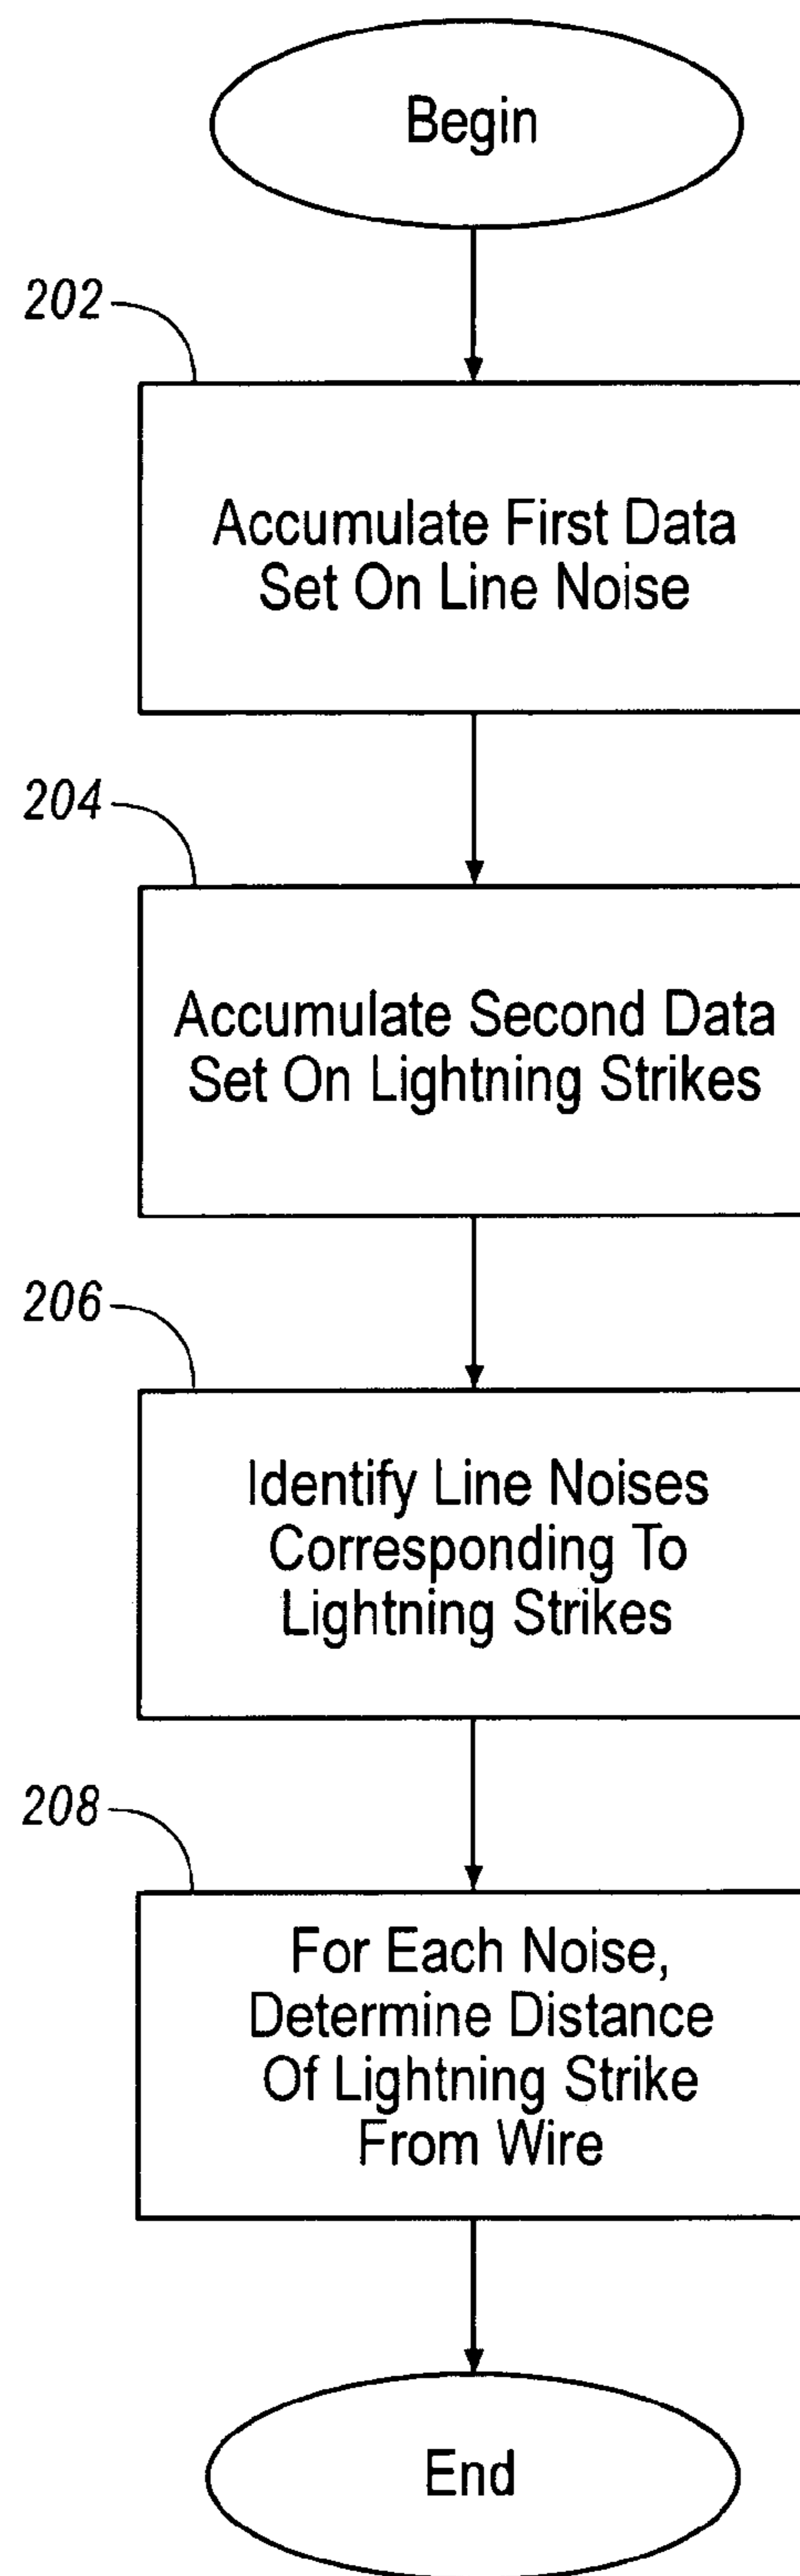 Begin
202
Accumulate First Data
Set On Line Noise
204
Accumulate Second Data
Set On Lightning Strikes
206
Identify Line Noises
Corresponding To
Lightning Strikes
208
For Each Noise,
Determine Distance
Of Lightning Strike
From Wire
End